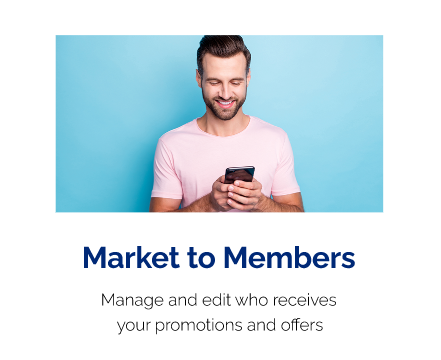 Market to Members
Manage and edit who receives
your promotions and offers